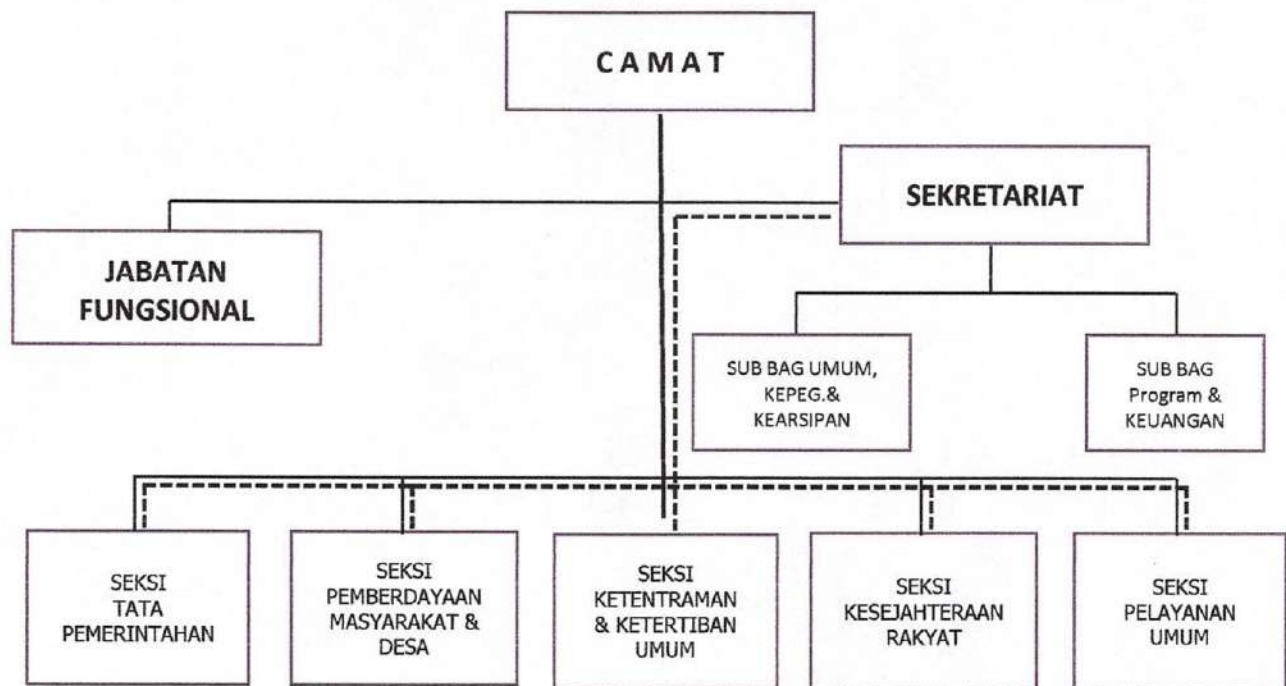 C A M A T
SEKRETARIAT
JABATAN
FUNGSIONAL
SUB BAG UMUM,
KEPEG.&
KEARSIPAN
SUB BAG
Program &
KEUANGAN
SEKSI
TATA
PEMERINTAHAN
SEKSI
PEMBERDAYAAN
MASYARAKAT &
DESA
SEKSI
KETENTRAMAN
& KETERTIBAN
UMUM
SEKSI
KESEJAHTERAAN
RAKYAT
SEKSI
PELAYANAN
UMUM